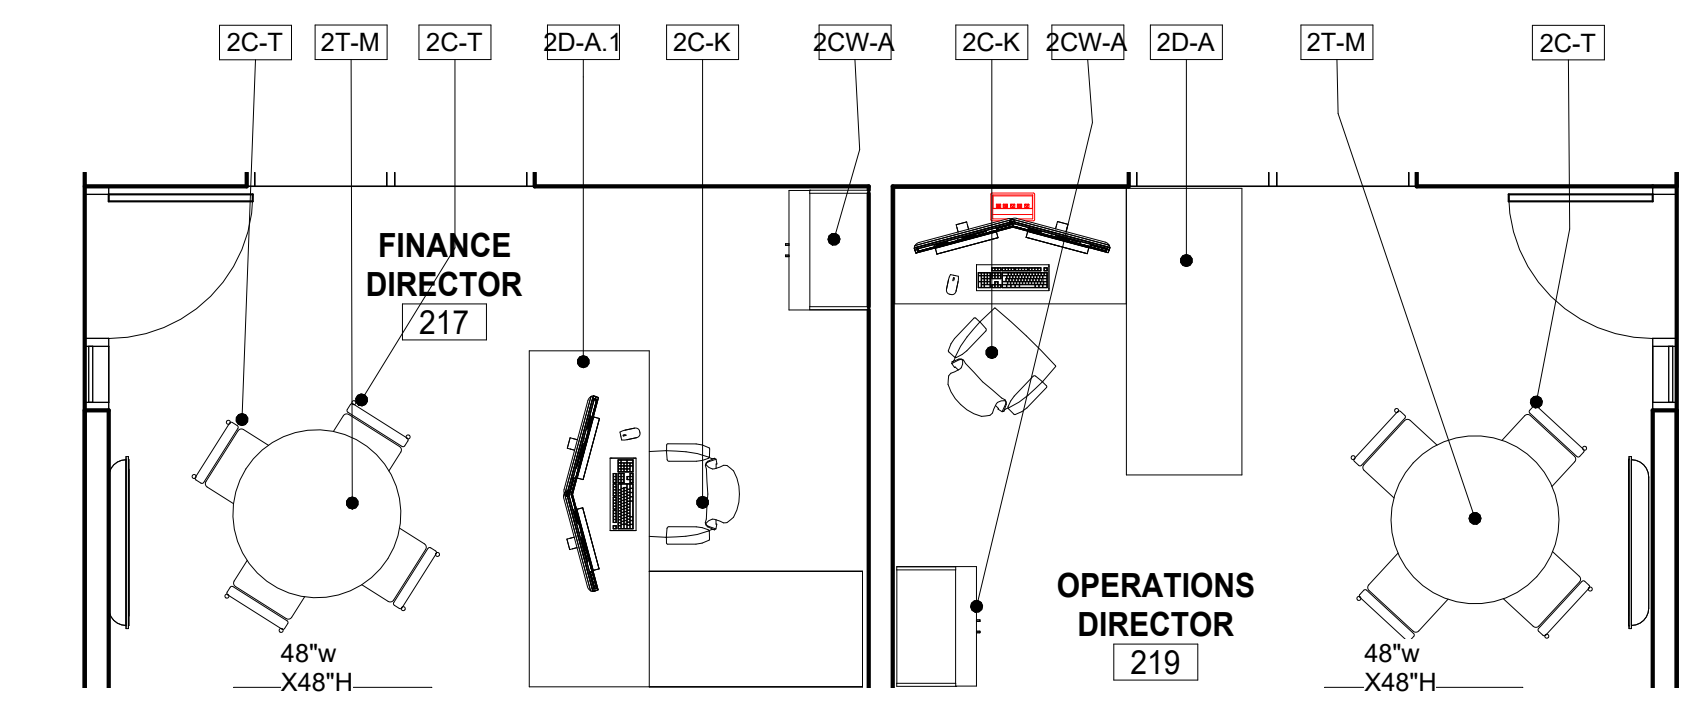 2C-T
2T-M
2C-T
2D-A.1
2C-K
2CW-A
2C-K
2CW-A
2D-A
2T-M
2C-T
FINANCE
DIRECTOR
217
OPERATIONS
DIRECTOR
219
48"w
X48"H
48"w
X48"H